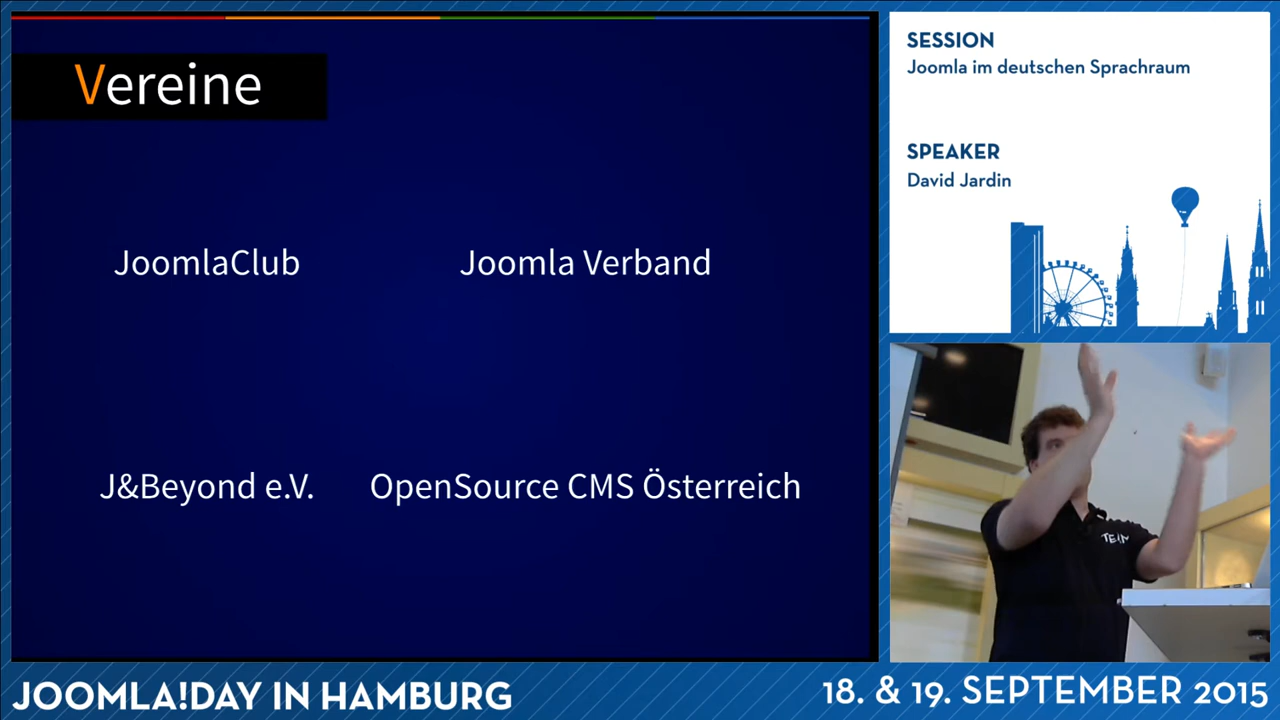 Vereine
JoomlaClub
Joomla Verband
J&Beyond e.V.
OpenSource CMS Österreich
SESSION
Joomla im deutschen Sprachraum
SPEAKER
David Jardin
TEAM
JOOMLA!DAY IN HAMBURG
18. & 19. SEPTEMBER 2015